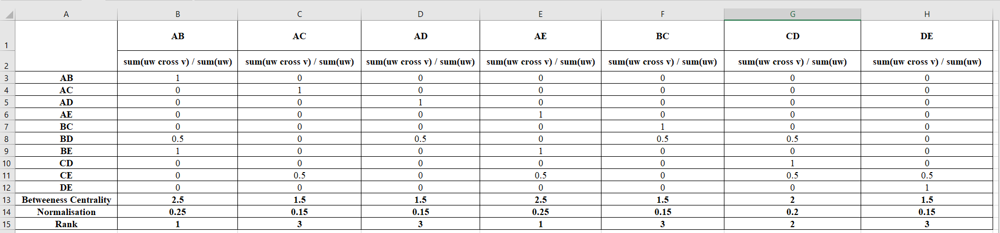 A B C D E F G H
1 AB AC AD AE BC CD DE
2 sum(uw cross v) / sum(uw) sum(uw cross v) / sum(uw) sum(uw cross v) / sum(uw) sum(uw cross v) / sum(uw) sum(uw cross v) / sum(uw) sum(uw cross v) / sum(uw) sum(uw cross v) / sum(uw)
3 AB 1 0 0 0 0 0 0
4 AC 0 1 0 0 0 0 0
5 AD 0 0 1 0 0 0 0
6 AE 0 0 0 1 0 0 0
7 BC 0 0 0 0 1 0 0
8 BD 0.5 0 0.5 0 0.5 0.5 0
9 BE 1 0 0 1 0 0 0
10 CD 0 0 0 0 0 1 0
11 CE 0 0.5 0 0.5 0 0.5 0.5
12 DE 0 0 0 0 0 0 1
13 Betweeness Centrality 2.5 1.5 1.5 2.5 1.5 2 1.5
14 Normalisation 0.25 0.15 0.15 0.25 0.15 0.2 0.15
15 Rank 1 3 3 1 3 2 3